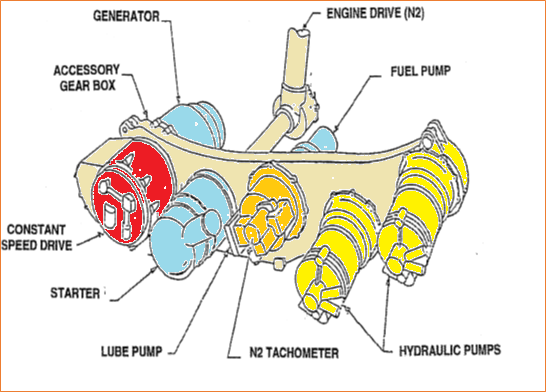 GENERATOR
ENGINE DRIVE (N2)
ACCESSORY
GEAR BOX
FUEL PUMP
CONSTANT
SPEED DRIVE
STARTER
LUBE PUMP
N2 TACHOMETER
HYDRAULIC PUMPS